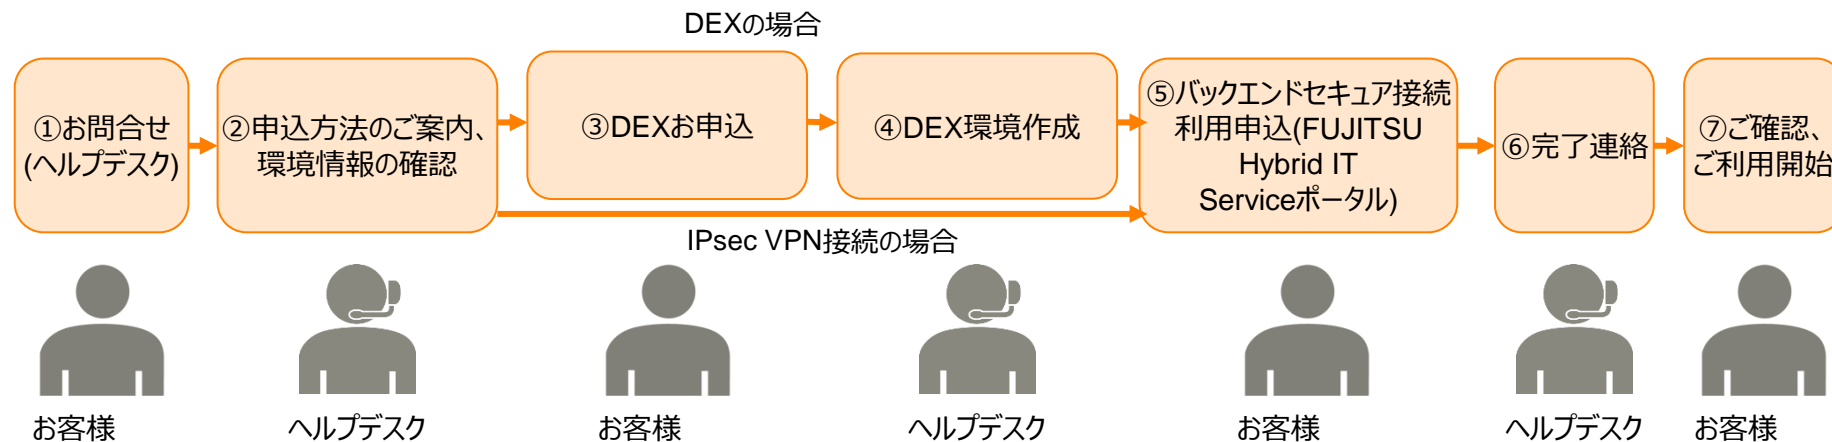 DEXの場合
①お問合せ
(ヘルプデスク)
②申込方法のご案内、
環境情報の確認
③DEXお申込
④DEX環境作成
⑤バックエンドセキュア接続
利用申込(FUJITSU
Hybrid IT
Serviceポータル)
⑥完了連絡
⑦ご確認、
ご利用開始
IPsec VPN接続の場合
お客様
ヘルプデスク
お客様
ヘルプデスク
お客様
ヘルプデスク
お客様